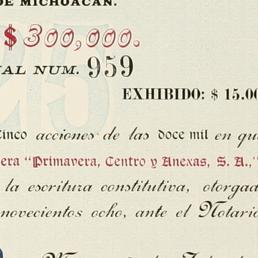 DE MICHOACAN.
$ 300,000.
AL NUM. 959
EXHIBIDO: $ 15.00
Cinco acciones de las doce mil en qu
era "Primavera, Centro y Anexas, S. A.,"
la escritura constitutiva, otorgad
novecientos ocho, ante el Notario